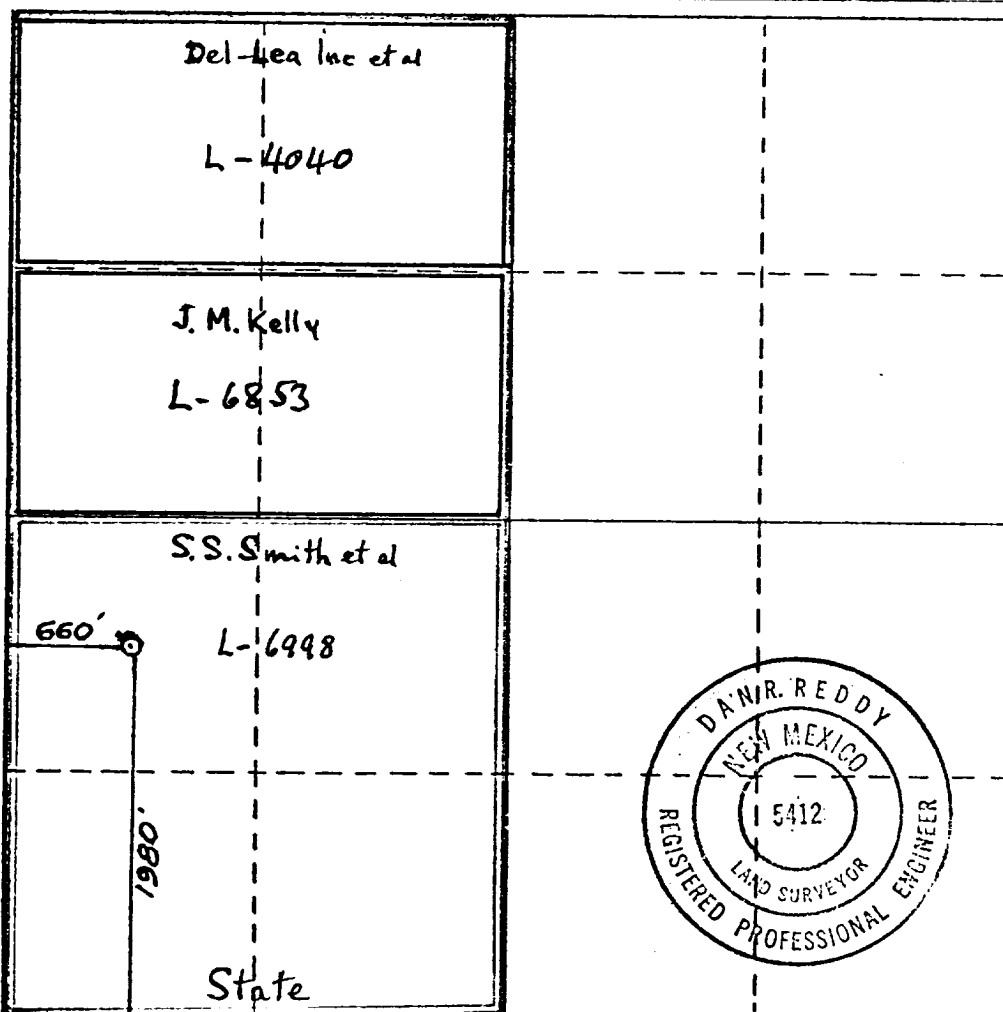 Del-Lea Inc et al
L-4040
J. M. Kelly
L-6853
S.S. Smith et al
660'
L-6998
1980'
State
DAN R. REDDY
NEW MEXICO
5412
LAND SURVEYOR
REGISTERED PROFESSIONAL ENGINEER